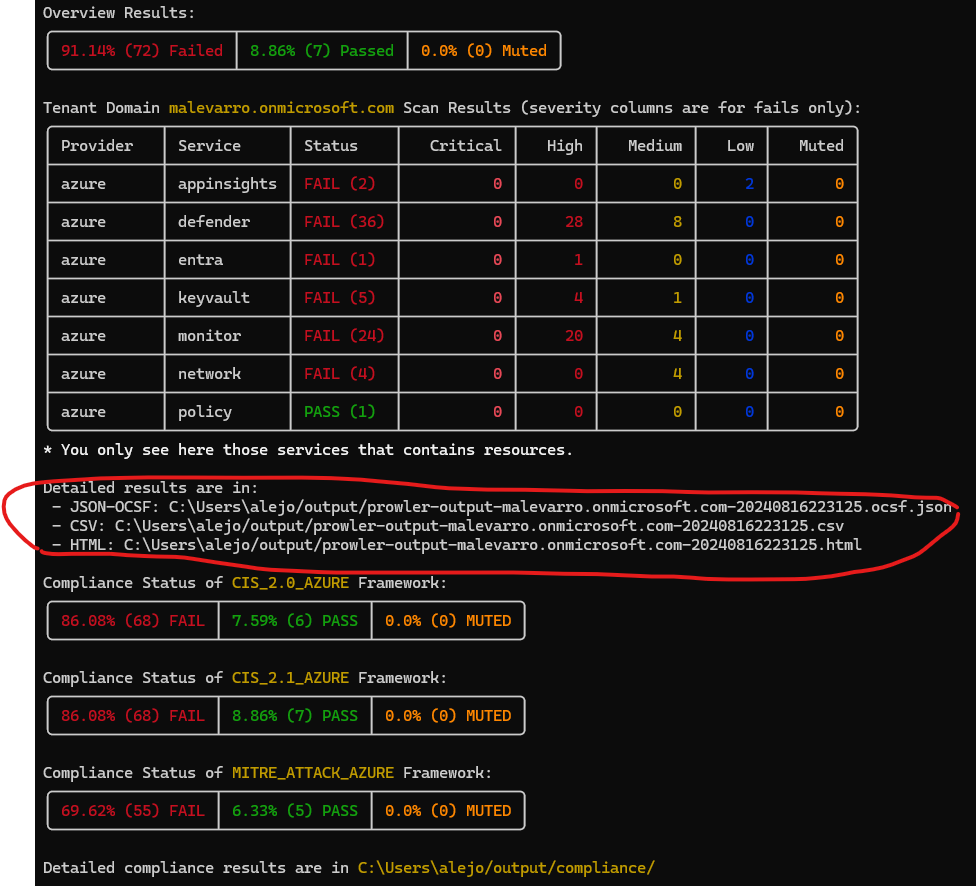 Overview Results:
91.14% (72) Failed 8.86% (7) Passed 0.0% (0) Muted
Tenant Domain malevarro.onmicrosoft.com Scan Results (severity columns are for fails only):
Provider Service Status Critical High Medium Low Muted
azure appinsights FAIL (2) 0 0 0 2 0
azure defender FAIL (36) 0 28 8 0 0
azure entra FAIL (1) 0 1 0 0 0
azure keyvault FAIL (5) 0 4 1 0 0
azure monitor FAIL (24) 0 20 4 0 0
azure network FAIL (4) 0 0 4 0 0
azure policy PASS (1) 0 0 0 0 0
* You only see here those services that contains resources.
Detailed results are in:
- JSON-OCSF: C:\Users\alejo/output/prowler-output-malevarro.onmicrosoft.com-20240816223125.ocsf.json
- CSV: C:\Users\alejo/output/prowler-output-malevarro.onmicrosoft.com-20240816223125.csv
- HTML: C:\Users\alejo/output/prowler-output-malevarro.onmicrosoft.com-20240816223125.html
Compliance Status of CIS_2.0_AZURE Framework:
86.08% (68) FAIL 7.59% (6) PASS 0.0% (0) MUTED
Compliance Status of CIS_2.1_AZURE Framework:
86.08% (68) FAIL 8.86% (7) PASS 0.0% (0) MUTED
Compliance Status of MITRE_ATTACK_AZURE Framework:
69.62% (55) FAIL 6.33% (5) PASS 0.0% (0) MUTED
Detailed compliance results are in C:\Users\alejo/output/compliance/